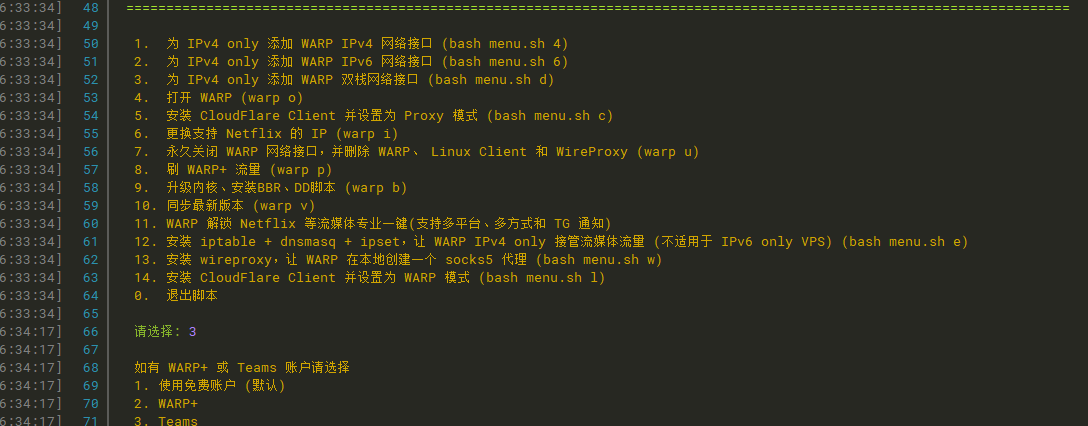 6:33:34] 48 ======================================================================================================================
6:33:34] 49
6:33:34] 50 1. 为 IPv4 only 添加 WARP IPv4 网络接口 (bash menu.sh 4)
6:33:34] 51 2. 为 IPv4 only 添加 WARP IPv6 网络接口 (bash menu.sh 6)
6:33:34] 52 3. 为 IPv4 only 添加 WARP 双栈网络接口 (bash menu.sh d)
6:33:34] 53 4. 打开 WARP (warp o)
6:33:34] 54 5. 安装 CloudFlare Client 并设置为 Proxy 模式 (bash menu.sh c)
6:33:34] 55 6. 更换支持 Netflix 的 IP (warp i)
6:33:34] 56 7. 永久关闭 WARP 网络接口，并删除 WARP、 Linux Client 和 WireProxy (warp u)
6:33:34] 57 8. 刷 WARP+ 流量 (warp p)
6:33:34] 58 9. 升级内核、安装BBR、DD脚本 (warp b)
6:33:34] 59 10. 同步最新版本 (warp v)
6:33:34] 60 11. WARP 解锁 Netflix 等流媒体专业一键(支持多平台、多方式和 TG 通知)
6:33:34] 61 12. 安装 iptable + dnsmasq + ipset，让 WARP IPv4 only 接管流媒体流量 (不适用于 IPv6 only VPS) (bash menu.sh e)
6:33:34] 62 13. 安装 wireproxy，让 WARP 在本地创建一个 socks5 代理 (bash menu.sh w)
6:33:34] 63 14. 安装 CloudFlare Client 并设置为 WARP 模式 (bash menu.sh l)
6:33:34] 64 0. 退出脚本
6:33:34] 65
6:34:17] 66 请选择: 3
6:34:17] 67
6:34:17] 68 如有 WARP+ 或 Teams 账户请选择
6:34:17] 69 1. 使用免费账户 (默认)
6:34:17] 70 2. WARP+
6:34:17] 71 3. Teams